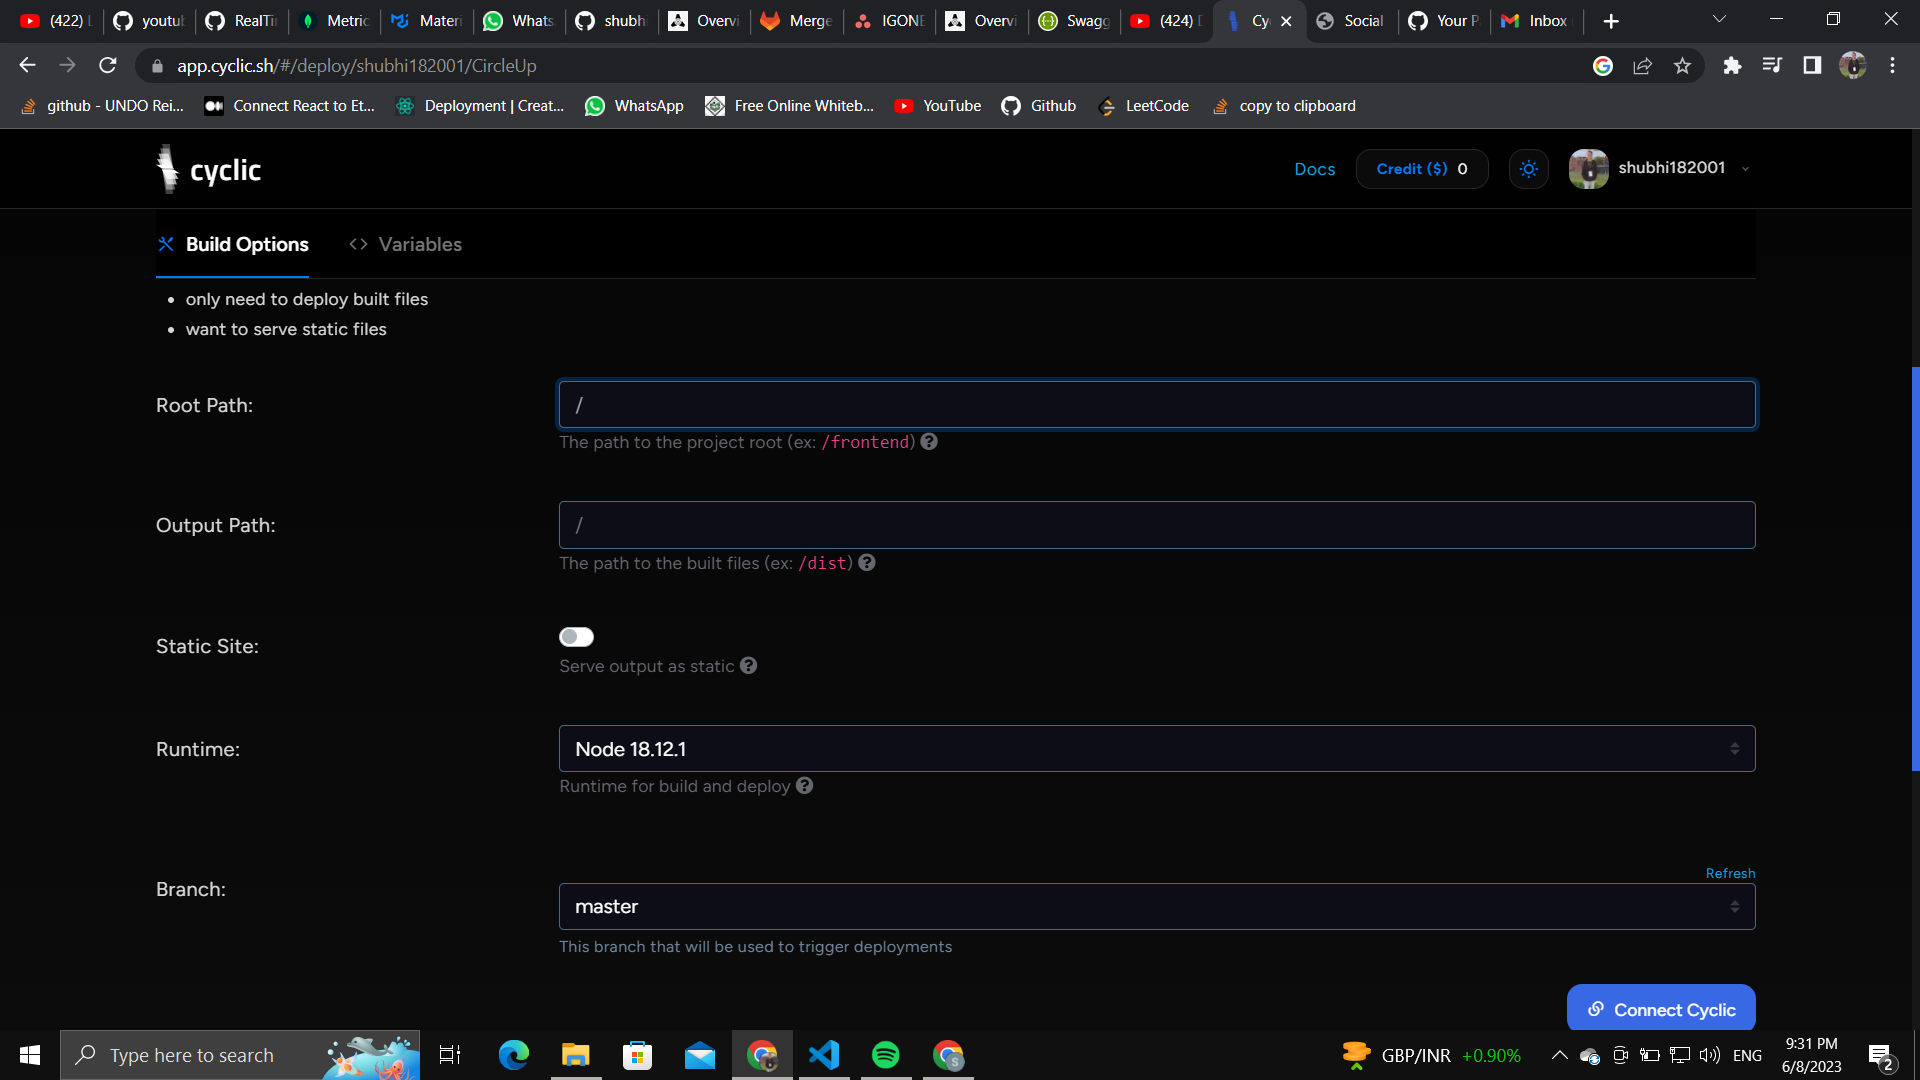 (422) L
youtu
RealTi
Metric
Materi
Whats
shubh
Overvi
Merge
IGONE
Overvi
Swagg
(424) D
Cy
Social
Your P
Inbox
app.cyclic.sh/#/deploy/shubhi182001/CircleUp
github - UNDO Rei...
Connect React to Et...
Deployment | Creat...
WhatsApp
Free Online Whiteb...
YouTube
Github
LeetCode
copy to clipboard
cyclic
Docs
Credit ($) 0
shubhi182001
Build Options
<> Variables
• only need to deploy built files
• want to serve static files
Root Path:
/
The path to the project root (ex: /frontend) ?
Output Path:
/
The path to the built files (ex: /dist) ?
Static Site:
Serve output as static ?
Runtime:
Node 18.12.1
Runtime for build and deploy ?
Refresh
Branch:
master
This branch that will be used to trigger deployments
Connect Cyclic
Type here to search
GBP/INR +0.90%
ENG
9:31 PM
6/8/2023
2